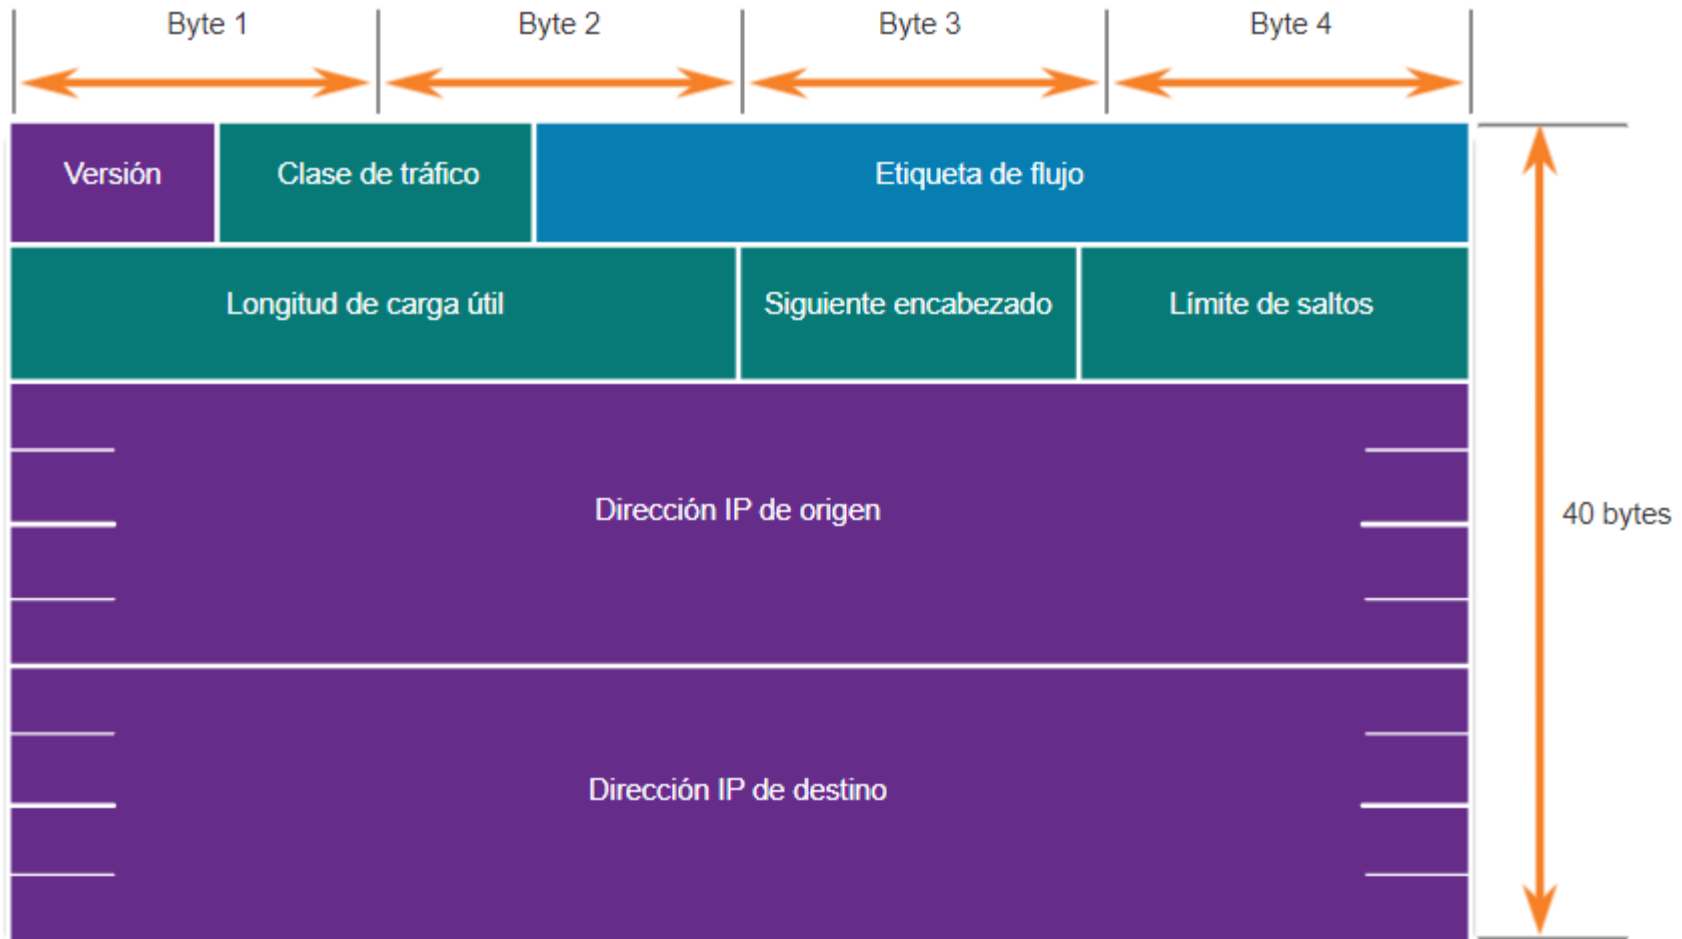 Byte 1
Byte 2
Byte 3
Byte 4
Versión
Clase de tráfico
Etiqueta de flujo
Longitud de carga útil
Siguiente encabezado
Límite de saltos
Dirección IP de origen
40 bytes
Dirección IP de destino